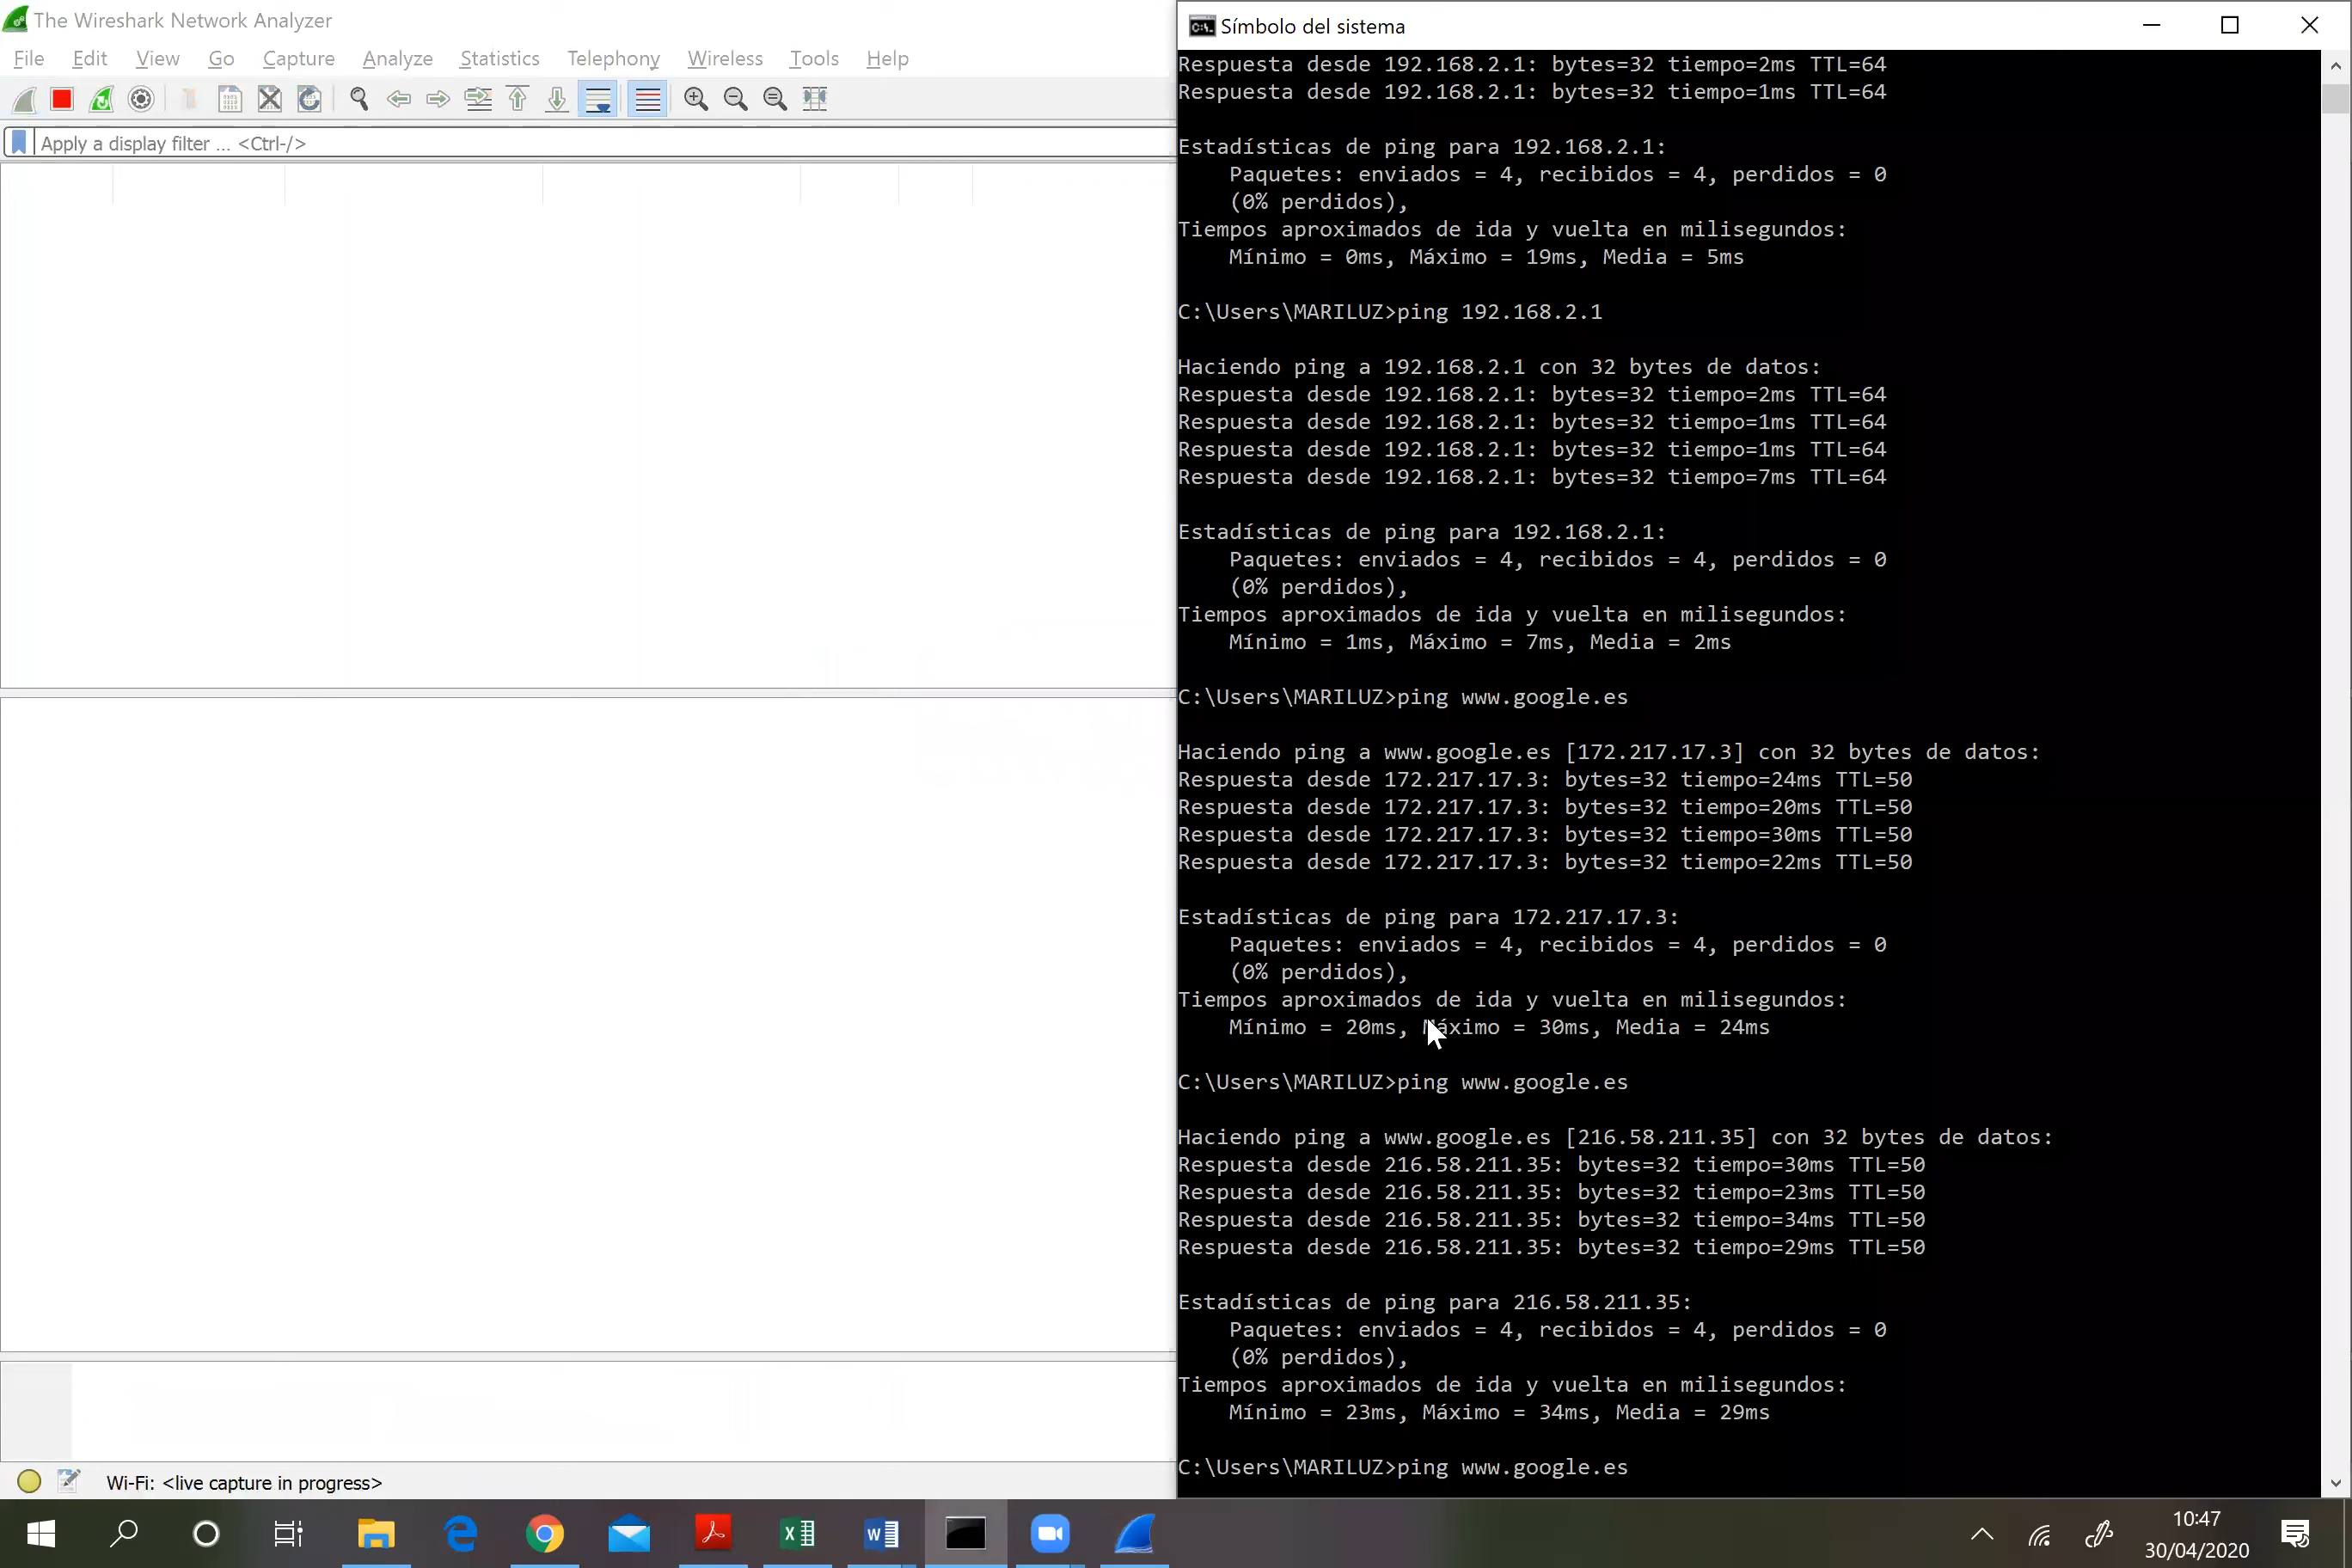 The Wireshark Network Analyzer
File Edit View Go Capture Analyze Statistics Telephony Wireless Tools Help
Apply a display filter ... <Ctrl-/>
Wi-Fi: <live capture in progress>
Símbolo del sistema
Respuesta desde 192.168.2.1: bytes=32 tiempo=2ms TTL=64
Respuesta desde 192.168.2.1: bytes=32 tiempo=1ms TTL=64
Estadísticas de ping para 192.168.2.1:
Paquetes: enviados = 4, recibidos = 4, perdidos = 0
(0% perdidos),
Tiempos aproximados de ida y vuelta en milisegundos:
Mínimo = 0ms, Máximo = 19ms, Media = 5ms
C:\Users\MARILUZ>ping 192.168.2.1
Haciendo ping a 192.168.2.1 con 32 bytes de datos:
Respuesta desde 192.168.2.1: bytes=32 tiempo=2ms TTL=64
Respuesta desde 192.168.2.1: bytes=32 tiempo=1ms TTL=64
Respuesta desde 192.168.2.1: bytes=32 tiempo=1ms TTL=64
Respuesta desde 192.168.2.1: bytes=32 tiempo=7ms TTL=64
Estadísticas de ping para 192.168.2.1:
Paquetes: enviados = 4, recibidos = 4, perdidos = 0
(0% perdidos),
Tiempos aproximados de ida y vuelta en milisegundos:
Mínimo = 1ms, Máximo = 7ms, Media = 2ms
C:\Users\MARILUZ>ping www.google.es
Haciendo ping a www.google.es [172.217.17.3] con 32 bytes de datos:
Respuesta desde 172.217.17.3: bytes=32 tiempo=24ms TTL=50
Respuesta desde 172.217.17.3: bytes=32 tiempo=20ms TTL=50
Respuesta desde 172.217.17.3: bytes=32 tiempo=30ms TTL=50
Respuesta desde 172.217.17.3: bytes=32 tiempo=22ms TTL=50
Estadísticas de ping para 172.217.17.3:
Paquetes: enviados = 4, recibidos = 4, perdidos = 0
(0% perdidos),
Tiempos aproximados de ida y vuelta en milisegundos:
Mínimo = 20ms, Máximo = 30ms, Media = 24ms
C:\Users\MARILUZ>ping www.google.es
Haciendo ping a www.google.es [216.58.211.35] con 32 bytes de datos:
Respuesta desde 216.58.211.35: bytes=32 tiempo=30ms TTL=50
Respuesta desde 216.58.211.35: bytes=32 tiempo=23ms TTL=50
Respuesta desde 216.58.211.35: bytes=32 tiempo=34ms TTL=50
Respuesta desde 216.58.211.35: bytes=32 tiempo=29ms TTL=50
Estadísticas de ping para 216.58.211.35:
Paquetes: enviados = 4, recibidos = 4, perdidos = 0
(0% perdidos),
Tiempos aproximados de ida y vuelta en milisegundos:
Mínimo = 23ms, Máximo = 34ms, Media = 29ms
C:\Users\MARILUZ>ping www.google.es
10:47
30/04/2020